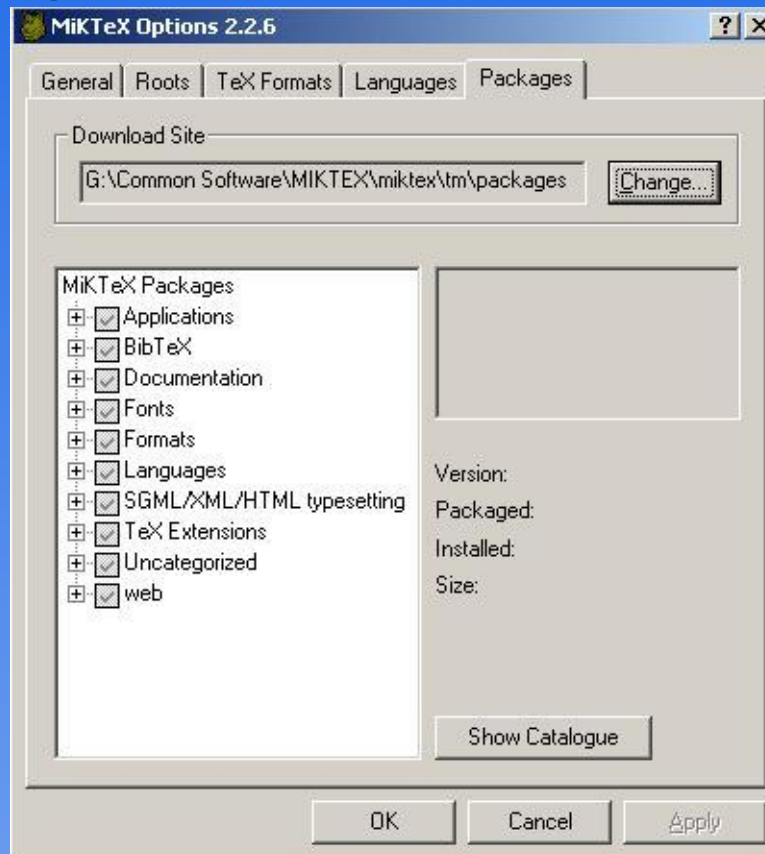 MiKTeX Options 2.2.6
General Roots TeX Formats Languages Packages
Download Site
G:\Common Software\MIKTEX\miktex\tm\packages Change...
MiKTeX Packages
Applications
BibTeX
Documentation
Fonts
Formats
Languages
SGML/XML/HTML typesetting
TeX Extensions
Uncategorized
web
Version:
Packaged:
Installed:
Size:
Show Catalogue
OK Cancel Apply